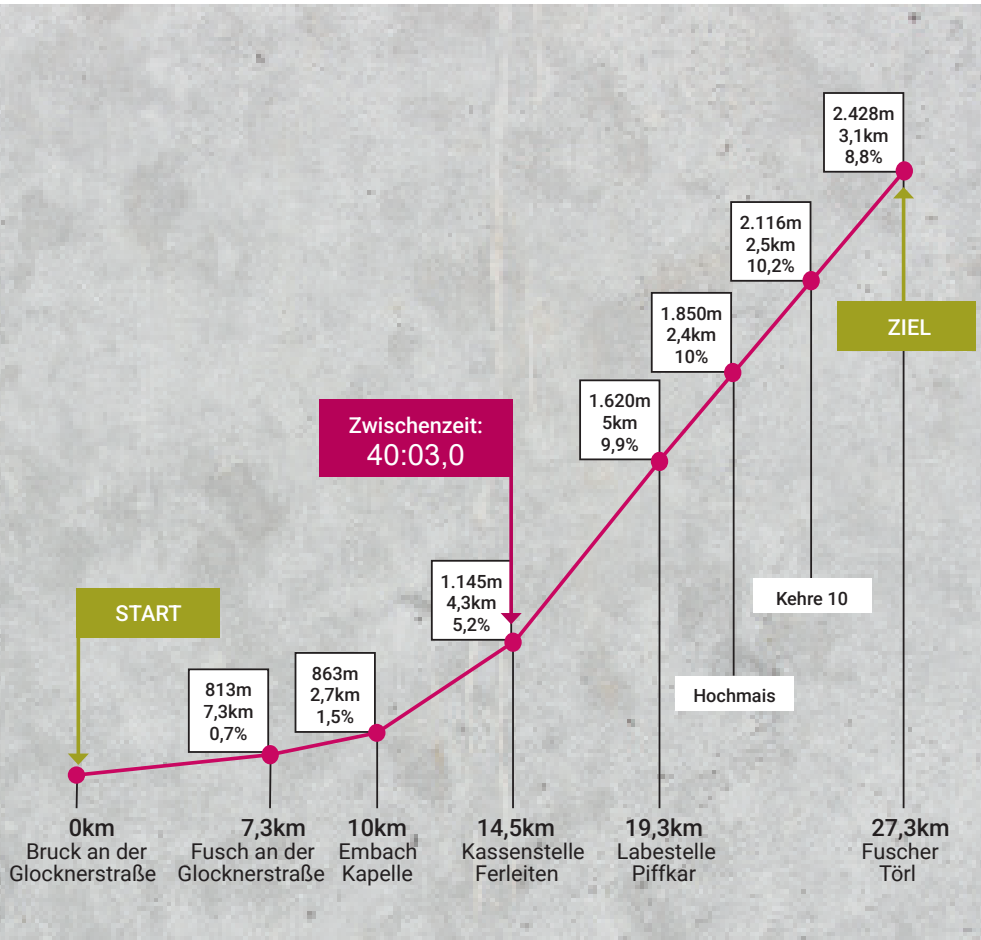 2.428m
3,1km
8,8%
2.116m
2,5km
10,2%
ZIEL
1.850m
2,4km
10%
1.620m
5km
9,9%
Zwischenzeit:
40:03,0
1.145m
4,3km
5,2%
Kehre 10
START
863m
2,7km
1,5%
813m
7,3km
0,7%
Hochmais
0km
Bruck an der
Glocknerstraße
7,3km
Fusch an der
Glocknerstraße
10km
Embach
Kapelle
14,5km
Kassenstelle
Ferleiten
19,3km
Labestelle
Piffkar
27,3km
Fuscher
Törl